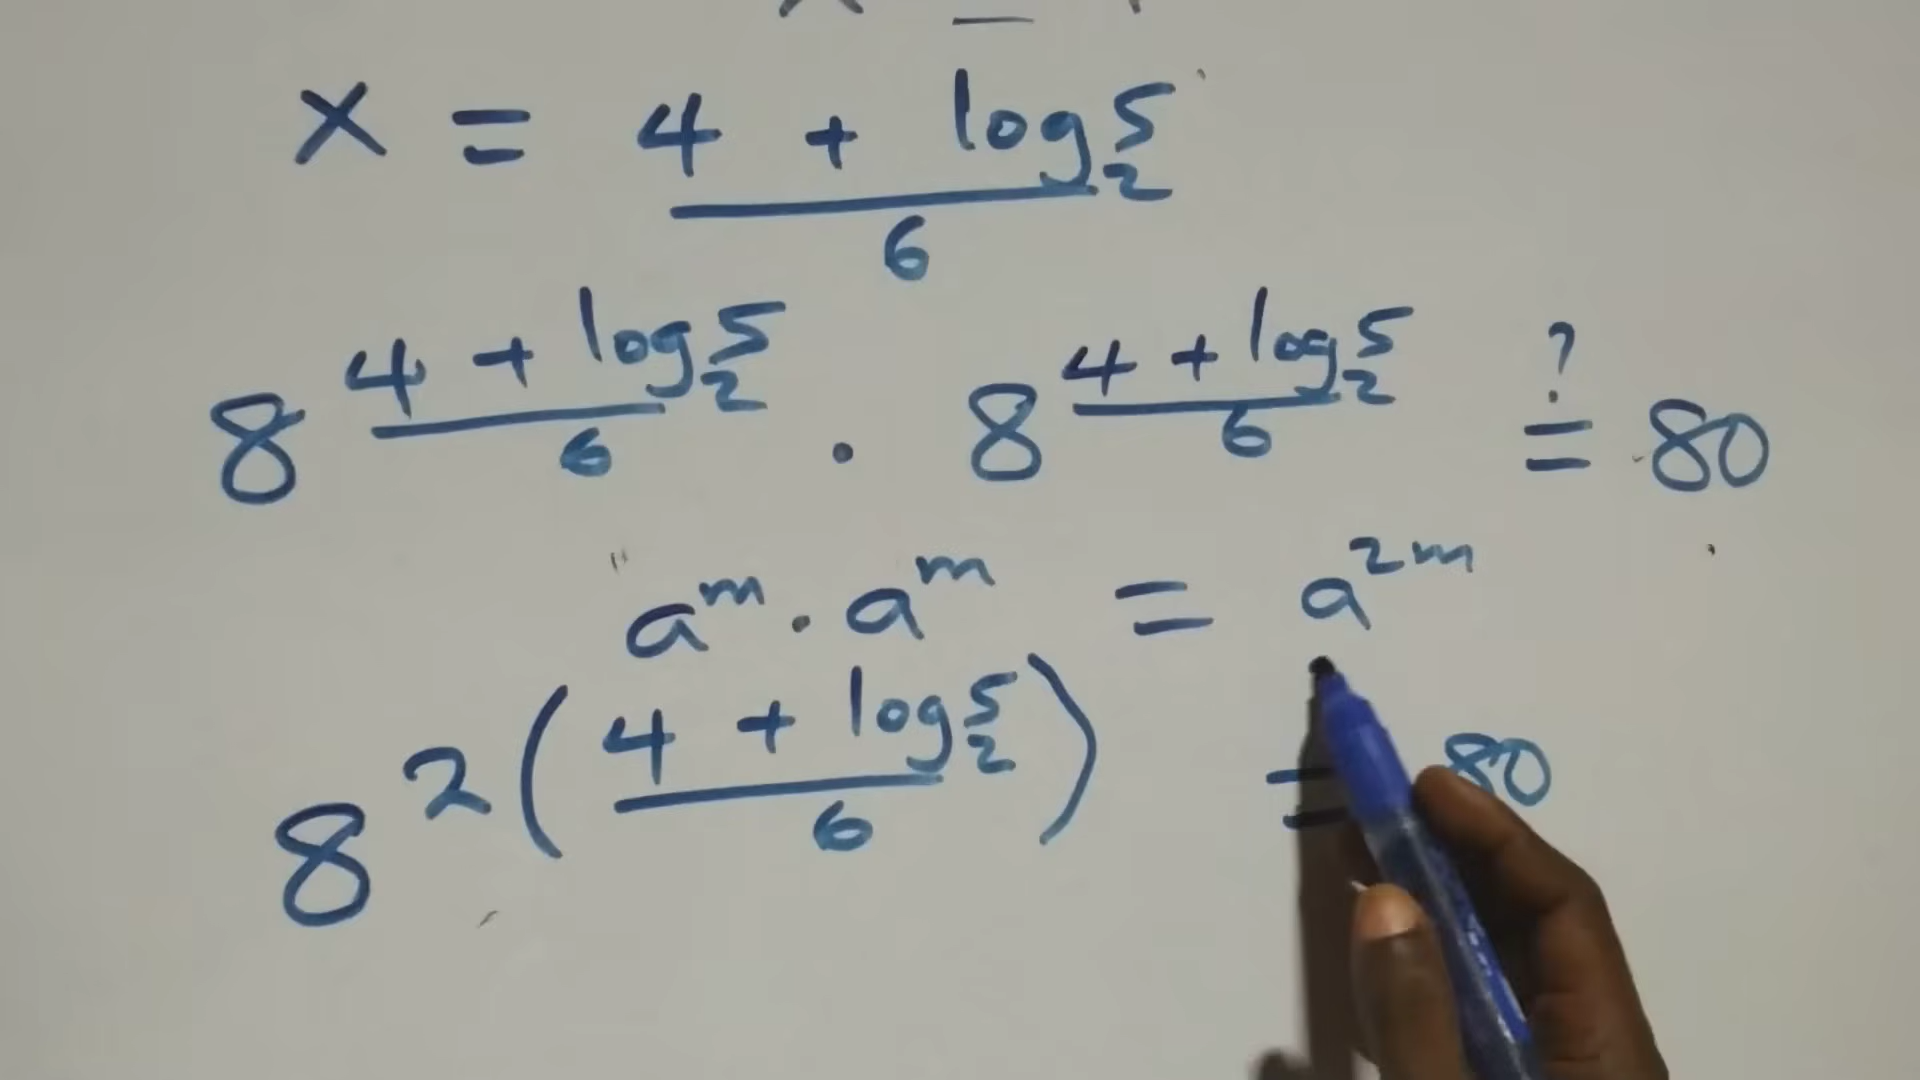 x = 4 + log₂5 / 6
8^((4 + log₂5)/6) · 8^((4 + log₂5)/6) ?= 80
a^m · a^m = a^2m
8^2((4 + log₂5)/6) = 80